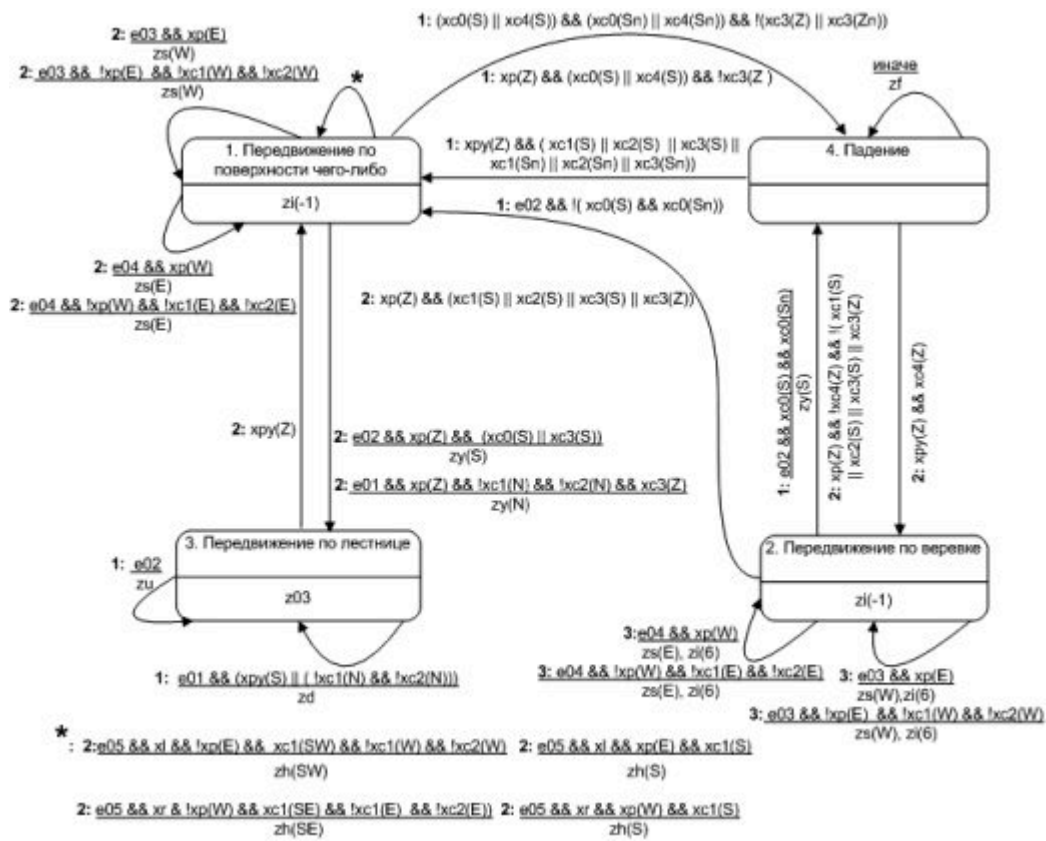 1: (xc0(S) || xc4(S)) && (xc0(Sn) || xc4(Sn)) && !(xc3(Z) || xc3(Zn))
2: e03 && xp(E)
zs(W)
2: e03 && !xp(E) && !xc1(W) && !xc2(W)
zs(W)
*
1: xp(Z) && (xc0(S) || xc4(S)) && !xc3(Z )
иначе
zf
1. Передвижение по
поверхности чего-либо
zi(-1)
1: xpy(Z) && ( xc1(S) || xc2(S) || xc3(S) ||
xc1(Sn) || xc2(Sn) || xc3(Sn))
4. Падение
1: e02 && !( xc0(S) && xc0(Sn))
2: e04 && xp(W)
zs(E)
2: e04 && !xp(W) && !xc1(E) && !xc2(E)
zs(E)
2: xp(Z) && (xc1(S) || xc2(S) || xc3(S) || xc3(Z))
1: e02 && xc0(S) && xc0(Sn)
zy(S)
2: xp(Z) && !xc4(Z) && !( xc1(S)
|| xc2(S) || xc3(S) || xc3(Z)
2: xpy(Z) && xc4(Z)
2: xpy(Z)
2: e02 && xp(Z) && (xc0(S) || xc3(S))
zy(S)
2: e01 && xp(Z) && !xc1(N) && !xc2(N) && xc3(Z)
zy(N)
3. Передвижение по лестнице
z03
2. Передвижение по веревке
zi(-1)
1: e02
zu
1: e01 && (xpy(S) || ( !xc1(N) && !xc2(N)))
zd
3:e04 && xp(W)
zs(E), zi(6)
3: e04 && !xp(W) && !xc1(E) && !xc2(E)
zs(E), zi(6)
3: e03 && xp(E)
zs(W),zi(6)
3: e03 && !xp(E) && !xc1(W) && !xc2(W)
zs(W), zi(6)
* : 2:e05 && xl && !xp(E) && xc1(SW) && !xc1(W) && !xc2(W)
zh(SW)
2: e05 && xl && xp(E) && xc1(S)
zh(S)
2: e05 && xr & !xp(W) && xc1(SE) && !xc1(E) && !xc2(E))
zh(SE)
2: e05 && xr && xp(W) && xc1(S)
zh(S)